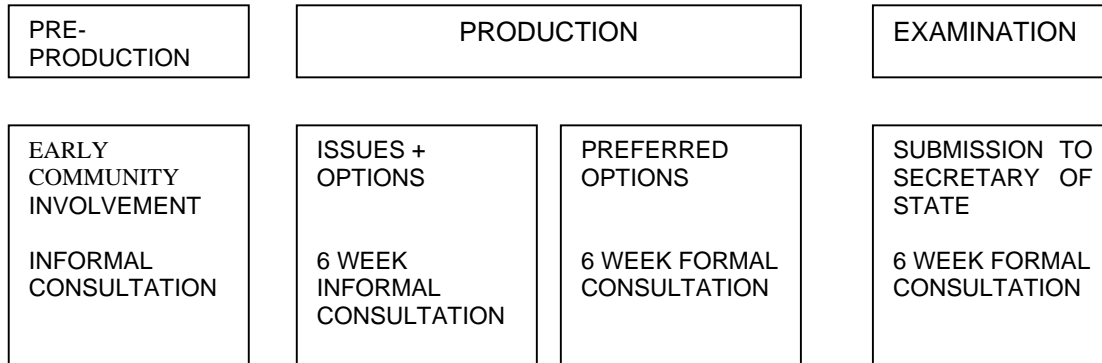 PRE-
PRODUCTION
PRODUCTION
EXAMINATION
EARLY
COMMUNITY
INVOLVEMENT
INFORMAL
CONSULTATION
ISSUES +
OPTIONS
6 WEEK
INFORMAL
CONSULTATION
PREFERRED
OPTIONS
6 WEEK FORMAL
CONSULTATION
SUBMISSION TO
SECRETARY OF
STATE
6 WEEK FORMAL
CONSULTATION